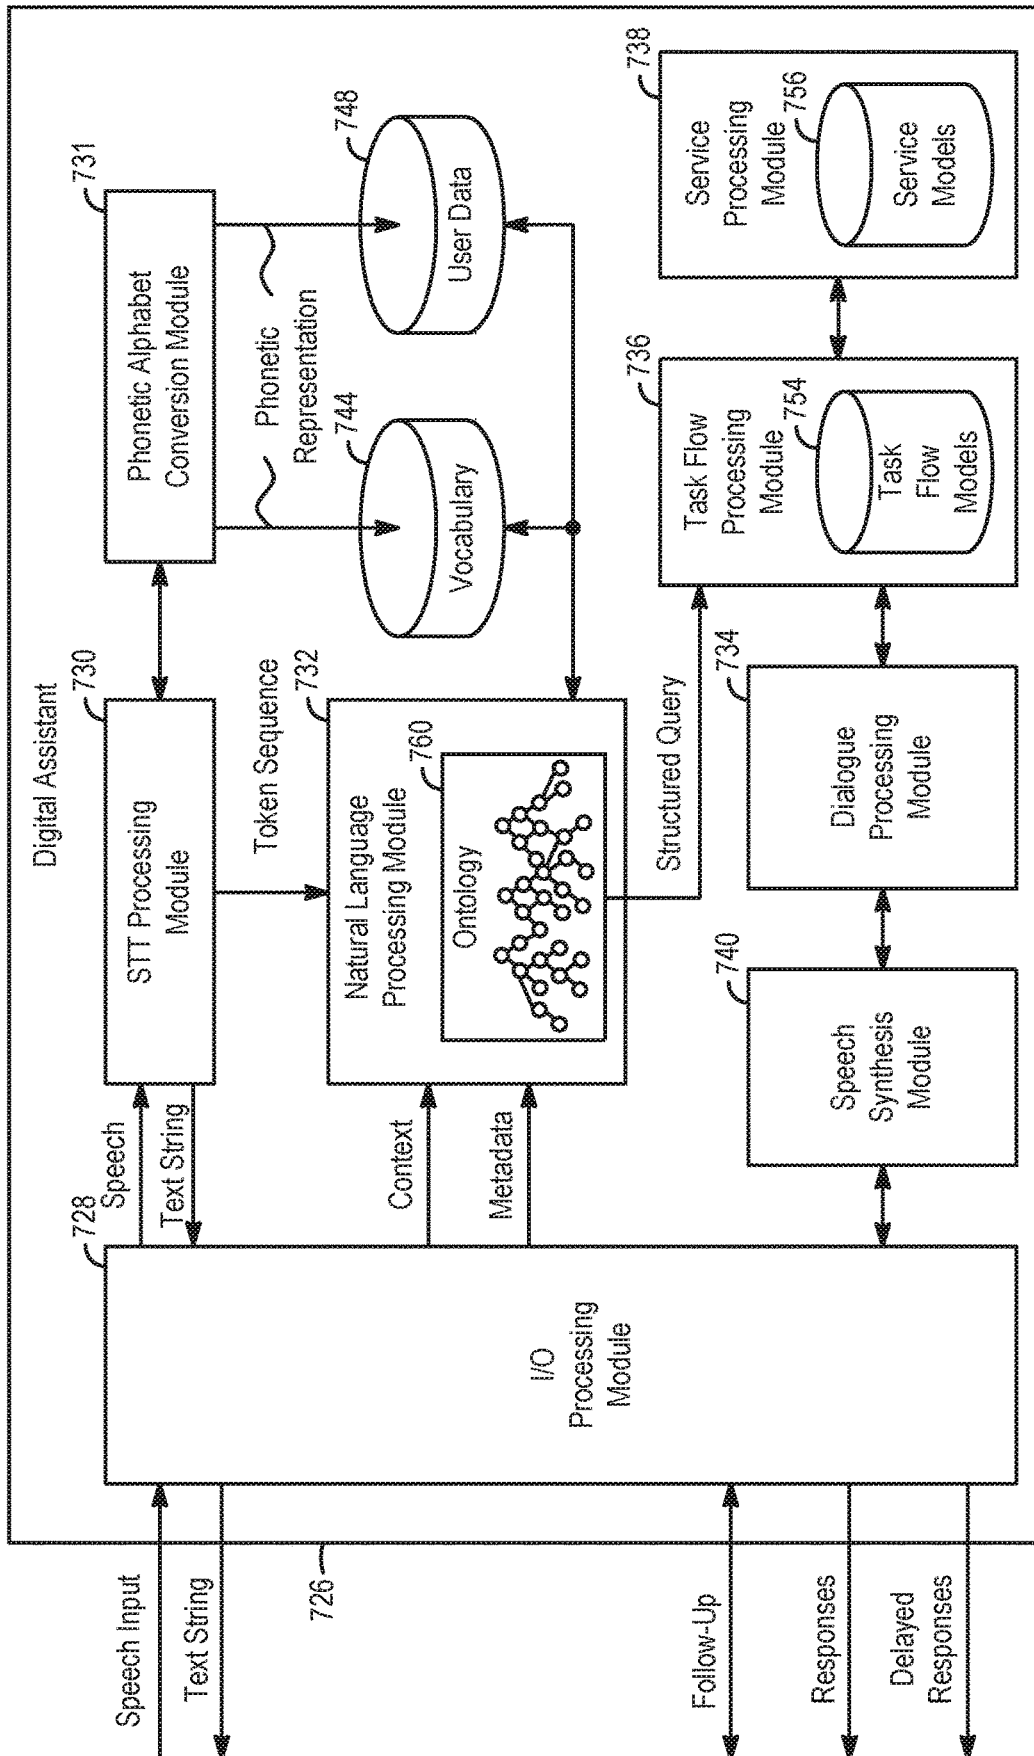 Digital Assistant
Speech Input
Text String
726
Follow-Up
Responses
Delayed
Responses
728
I/O
Processing
Module
Speech
Text String
Context
Metadata
730
STT Processing
Module
Token Sequence
731
Phonetic Alphabet
Conversion Module
Phonetic
Representation
744
Vocabulary
748
User Data
732
Natural Language
Processing Module
760
Ontology
Structured Query
740
Speech
Synthesis
Module
734
Dialogue
Processing
Module
736
Task Flow
Processing
Module
754
Task
Flow
Models
738
Service
Processing
Module
756
Service
Models